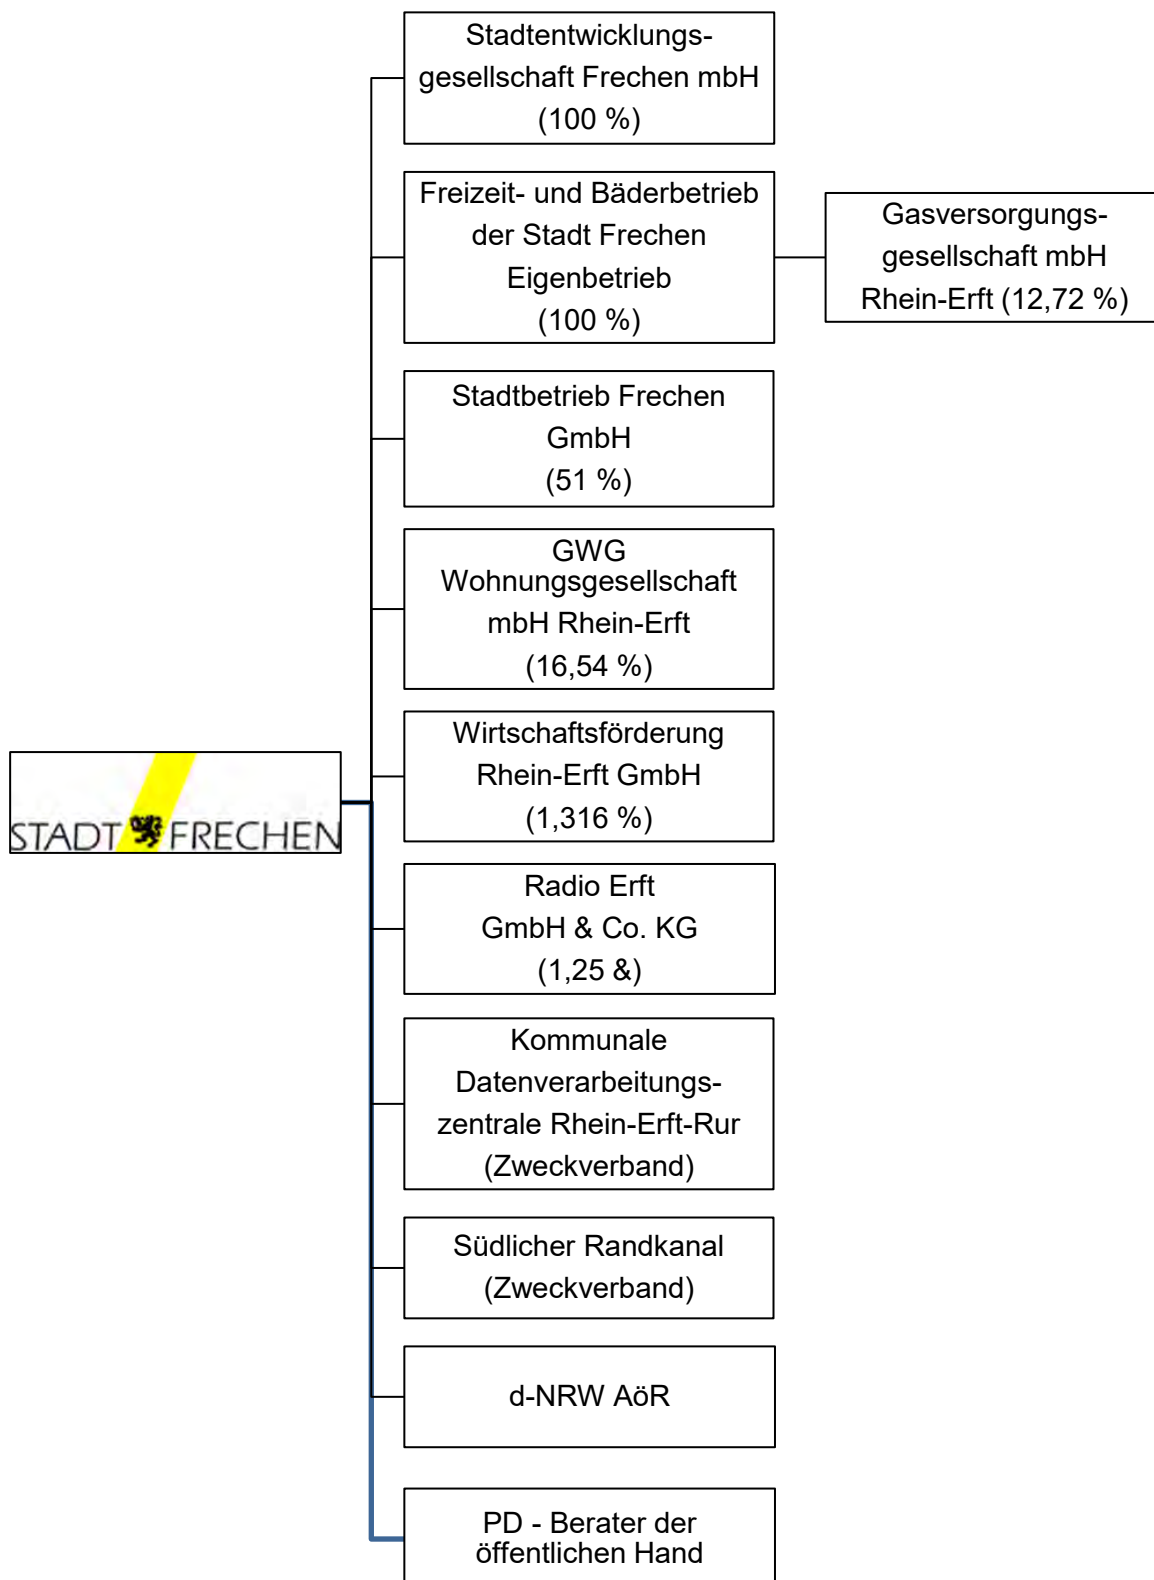 Stadtentwicklungs-
gesellschaft Frechen mbH
(100 %)
Freizeit- und Bäderbetrieb
der Stadt Frechen
Eigenbetrieb
(100 %)
Gasversorgungs-
gesellschaft mbH
Rhein-Erft (12,72 %)
Stadtbetrieb Frechen
GmbH
(51 %)
GWG
Wohnungsgesellschaft
mbH Rhein-Erft
(16,54 %)
Wirtschaftsförderung
Rhein-Erft GmbH
(1,316 %)
STADT FRECHEN
Radio Erft
GmbH & Co. KG
(1,25 &)
Kommunale
Datenverarbeitungs-
zentrale Rhein-Erft-Rur
(Zweckverband)
Südlicher Randkanal
(Zweckverband)
d-NRW AöR
PD - Berater der
öffentlichen Hand